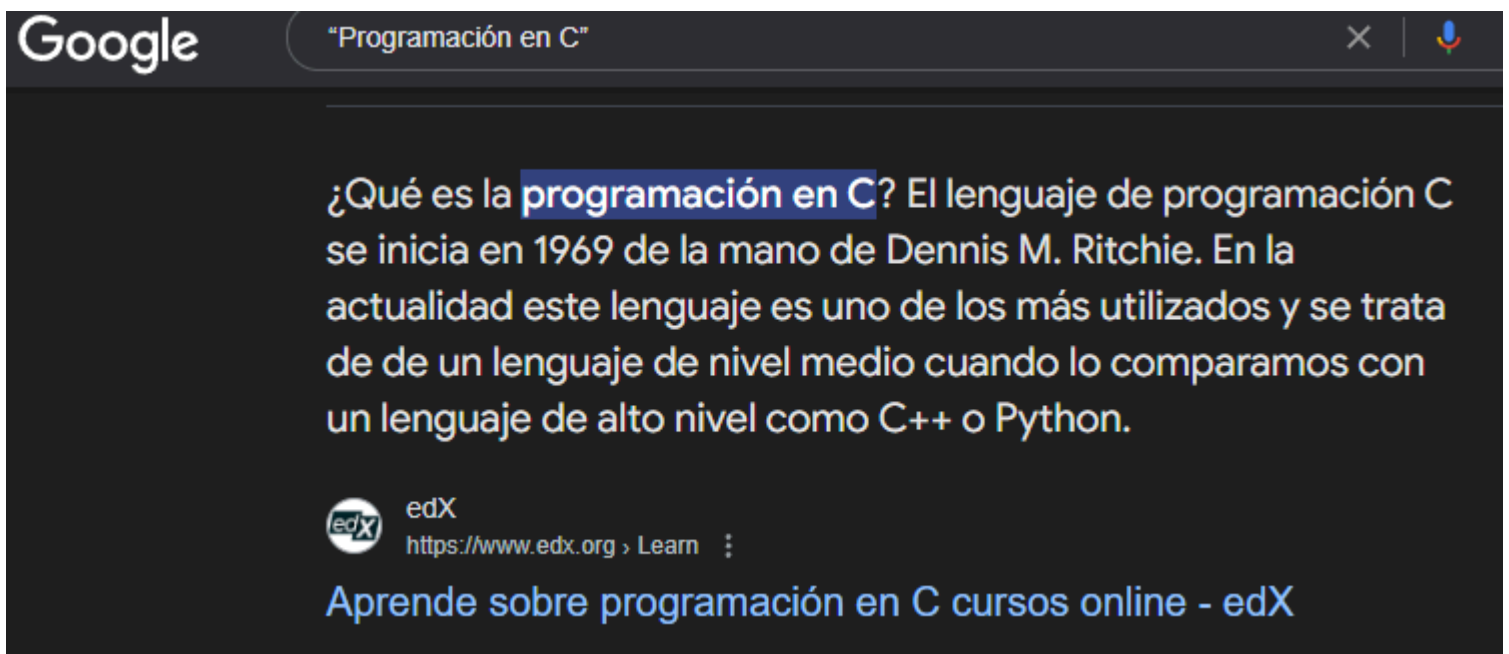 Google
“Programación en C”
¿Qué es la programación en C? El lenguaje de programación C
se inicia en 1969 de la mano de Dennis M. Ritchie. En la
actualidad este lenguaje es uno de los más utilizados y se trata
de de un lenguaje de nivel medio cuando lo comparamos con
un lenguaje de alto nivel como C++ o Python.
edX
edX
https://www.edx.org › Learn
Aprende sobre programación en C cursos online - edX